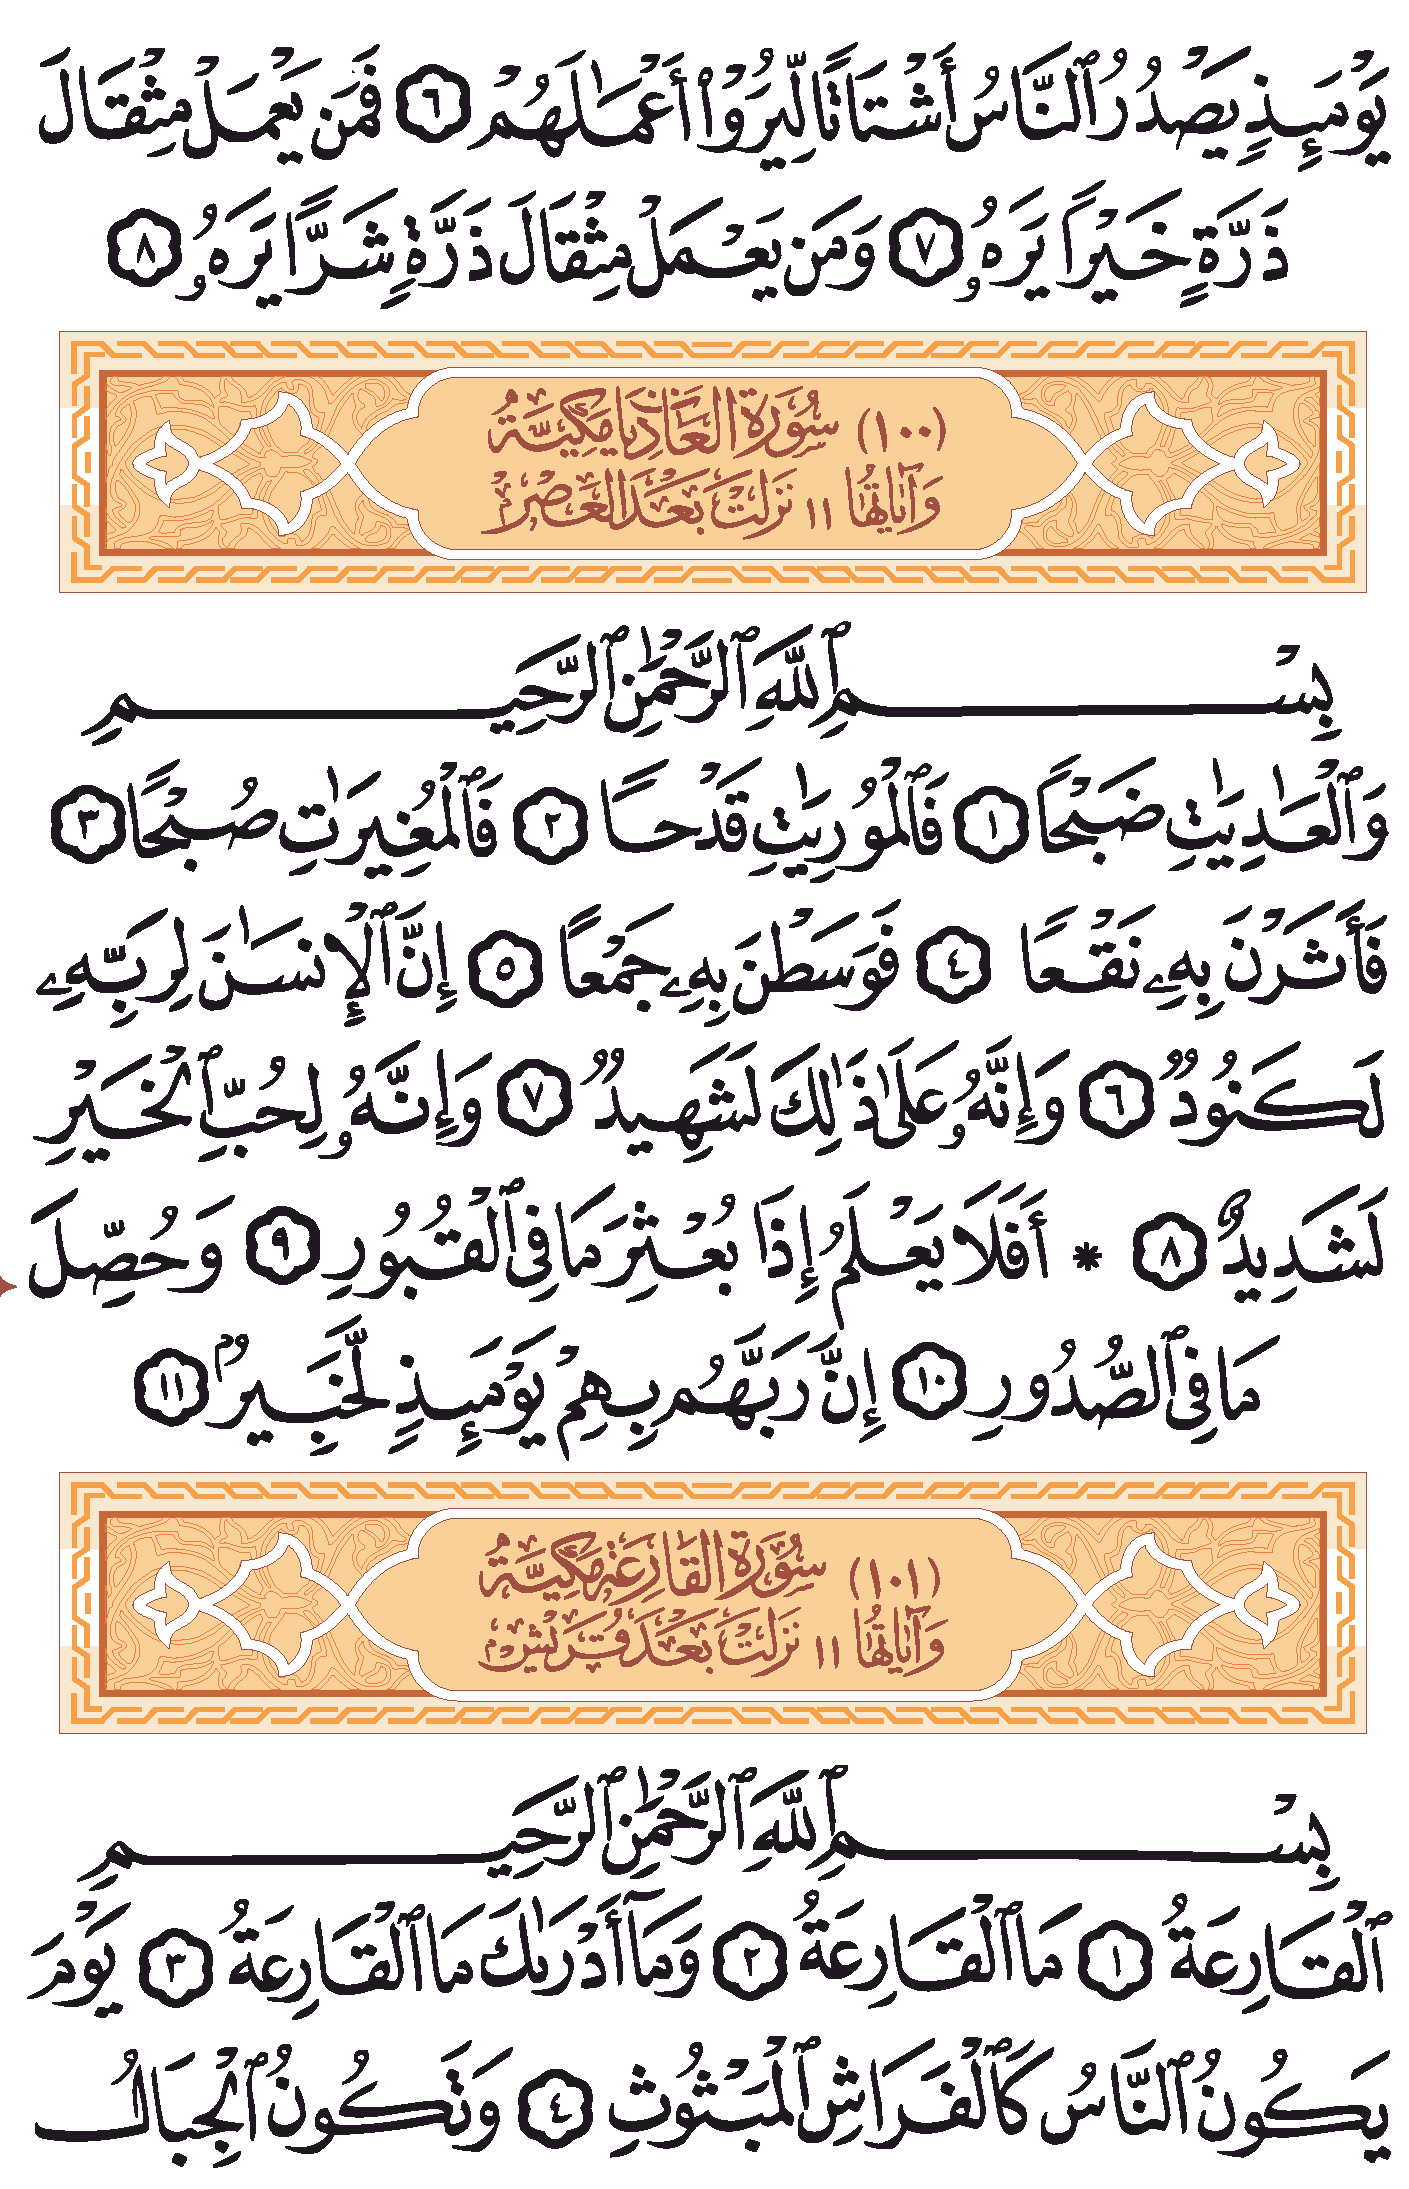 يَوْمَئِذٍ يَصْدُرُ ٱلنَّاسُ أَشْتَاتًا لِّيُرَوْا۟ أَعْمَـٰلَهُمْ ٦ فَمَن يَعْمَلْ مِثْقَالَ
ذَرَّةٍ خَيْرًا يَرَهُۥ ٧ وَمَن يَعْمَلْ مِثْقَالَ ذَرَّةٍ شَرًّا يَرَهُۥ ٨
(١٠٠) سُورَةُ العَاذِيَا مَكِيَّةٌ
وَآيَاتُهَا ١١ نَزَلَتْ بَعْدَ العَصْرِ
بِسْمِ ٱللَّهِ ٱلرَّحْمَـٰنِ ٱلرَّحِيمِ
وَٱلْعَـٰدِيَـٰتِ ضَبْحًا ١ فَٱلْمُورِيَـٰتِ قَدْحًا ٢ فَٱلْمُغِيرَٰتِ صُبْحًا ٣
فَأَثَرْنَ بِهِۦ نَقْعًا ٤ فَوَسَطْنَ بِهِۦ جَمْعًا ٥ إِنَّ ٱلْإِنسَـٰنَ لِرَبِّهِۦ
لَكَنُودٌ ٦ وَإِنَّهُۥ عَلَىٰ ذَٰلِكَ لَشَهِيدٌ ٧ وَإِنَّهُۥ لِحُبِّ ٱلْخَيْرِ
لَشَدِيدٌ ٨ * أَفَلَا يَعْلَمُ إِذَا بُعْثِرَ مَا فِى ٱلْقُبُورِ ٩ وَحُصِّلَ
مَا فِى ٱلصُّدُورِ ١٠ إِنَّ رَبَّهُم بِهِمْ يَوْمَئِذٍ لَّخَبِيرٌۢ ١١
(١٠١) سُورَةُ القَارِعَةِ مَكِيَّةٌ
وَآيَاتُهَا ١١ نَزَلَتْ بَعْدَ قُرَيْشٍ
بِسْمِ ٱللَّهِ ٱلرَّحْمَـٰنِ ٱلرَّحِيمِ
ٱلْقَارِعَةُ ١ مَا ٱلْقَارِعَةُ ٢ وَمَآ أَدْرَىٰكَ مَا ٱلْقَارِعَةُ ٣ يَوْمَ
يَكُونُ ٱلنَّاسُ كَٱلْفَرَاشِ ٱلْمَبْثُوثِ ٤ وَتَكُونُ ٱلْجِبَالُ